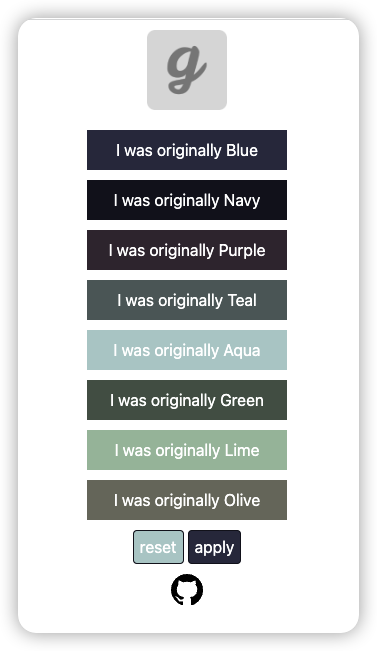 g
I was originally Blue
I was originally Navy
I was originally Purple
I was originally Teal
I was originally Aqua
I was originally Green
I was originally Lime
I was originally Olive
reset apply